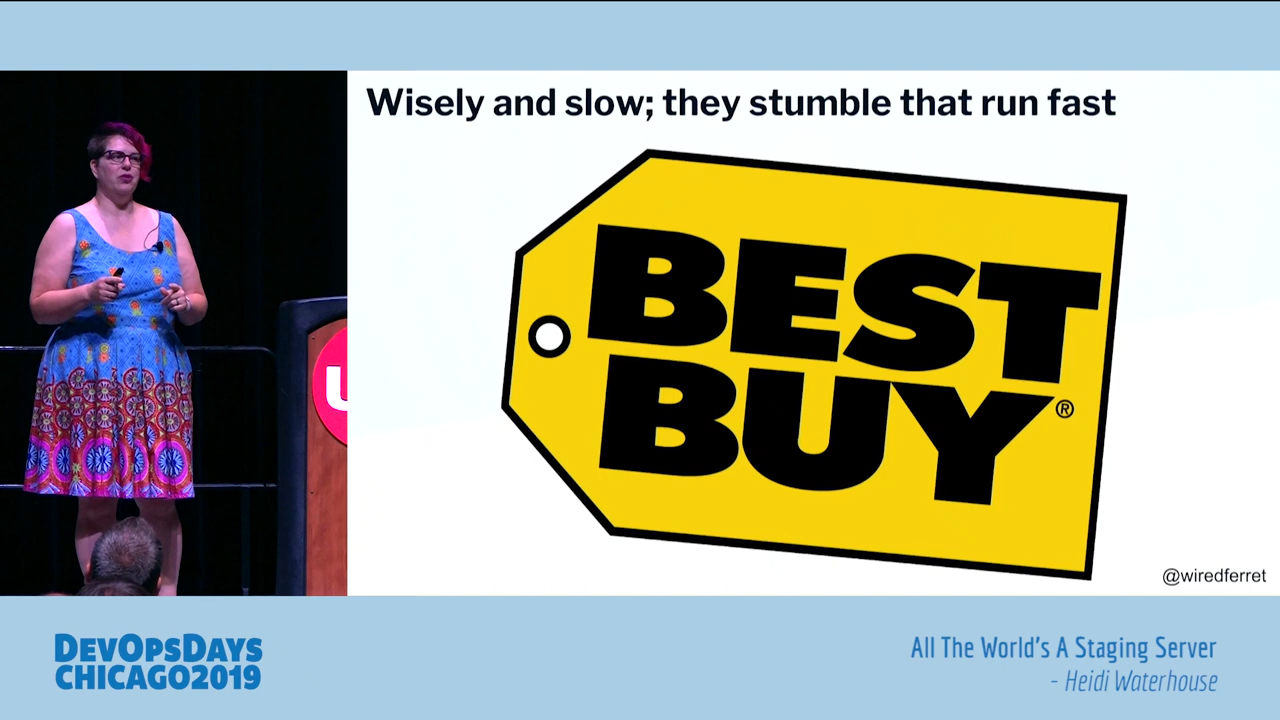 Wisely and slow; they stumble that run fast
BEST
BUY
®
@wiredferret
DEVOPSDAYS
CHICAGO2019
All The World's A Staging Server
- Heidi Waterhouse